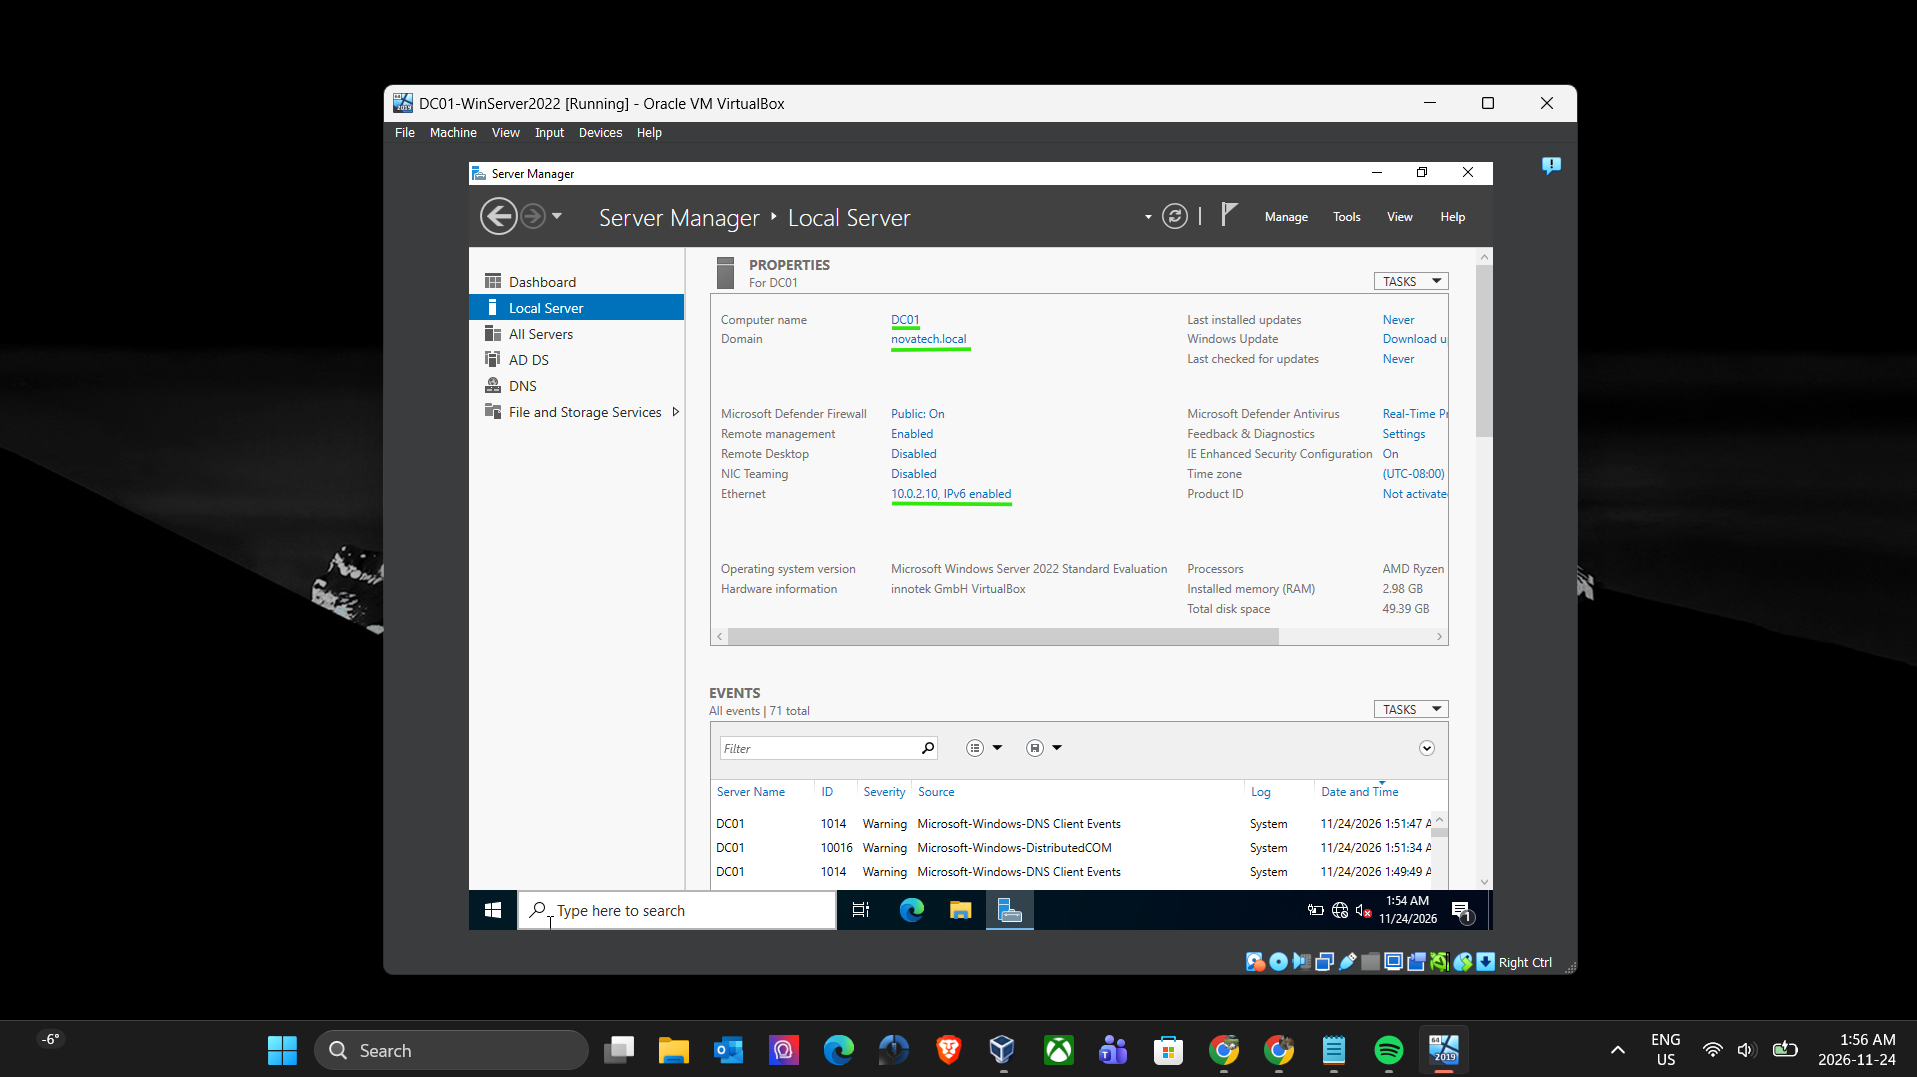 DC01-WinServer2022 [Running] - Oracle VM VirtualBox
File Machine View Input Devices Help
Server Manager
Server Manager Local Server
Manage Tools View Help
Dashboard
Local Server
All Servers
AD DS
DNS
File and Storage Services
PROPERTIES
For DC01
TASKS
Computer name DC01 Last installed updates Never
Domain novatech.local Windows Update Download u
Last checked for updates Never
Microsoft Defender Firewall Public: On Microsoft Defender Antivirus Real-Time Pr
Remote management Enabled Feedback & Diagnostics Settings
Remote Desktop Disabled IE Enhanced Security Configuration On
NIC Teaming Disabled Time zone (UTC-08:00)
Ethernet 10.0.2.10, IPv6 enabled Product ID Not activate
Operating system version Microsoft Windows Server 2022 Standard Evaluation Processors AMD Ryzen
Hardware information innotek GmbH VirtualBox Installed memory (RAM) 2.98 GB
Total disk space 49.39 GB
EVENTS
All events | 71 total
TASKS
Filter
Server Name ID Severity Source Log Date and Time
DC01 1014 Warning Microsoft-Windows-DNS Client Events System 11/24/2026 1:51:47 A
DC01 10016 Warning Microsoft-Windows-DistributedCOM System 11/24/2026 1:51:34 A
DC01 1014 Warning Microsoft-Windows-DNS Client Events System 11/24/2026 1:49:49 A
Type here to search
1:54 AM
11/24/2026
1
Right Ctrl
-6°
Search
64
2019
ENG
US
1:56 AM
2026-11-24